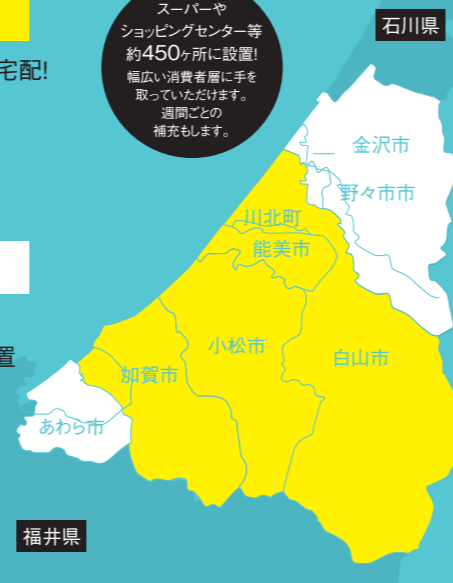 スーパーや
ショッピングセンター等
約450ヶ所に設置!
幅広い消費者層に手を
取っていただけます。
週間ごとの
補充もします。
石川県
宅配!
金沢市
野々市市
川北町
能美市
小松市
白山市
置
加賀市
あわら市
福井県